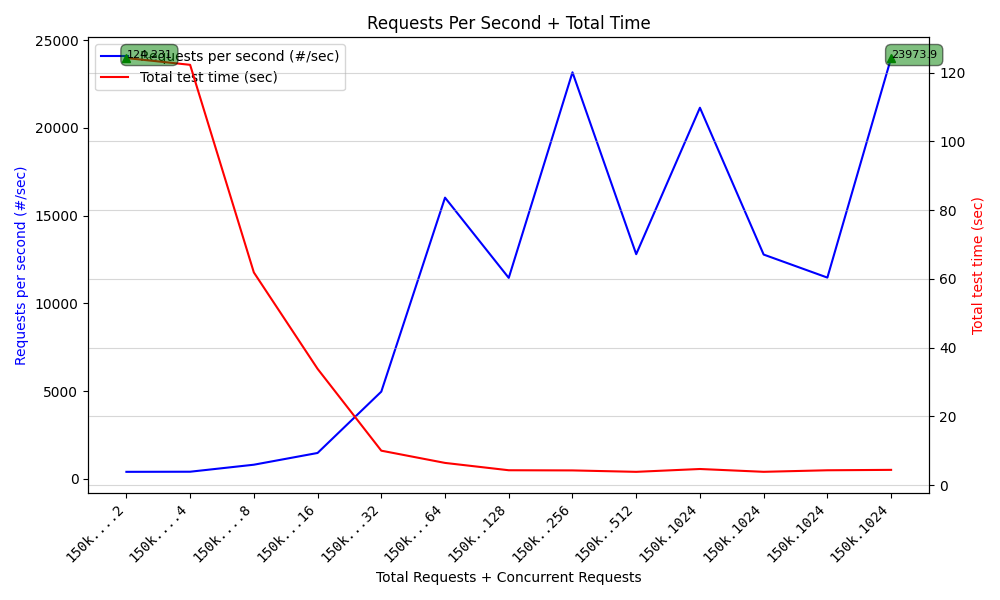 Requests Per Second + Total Time
124.231
Requests per second (#/sec)
Total test time (sec)
23973.9
25000
20000
15000
10000
5000
0
Requests per second (#/sec)
120
100
80
60
40
20
0
Total test time (sec)
150k....2
150k....4
150k....8
150k...16
150k...32
150k...64
150k..128
150k..256
150k..512
150k.1024
150k.1024
150k.1024
150k.1024
Total Requests + Concurrent Requests